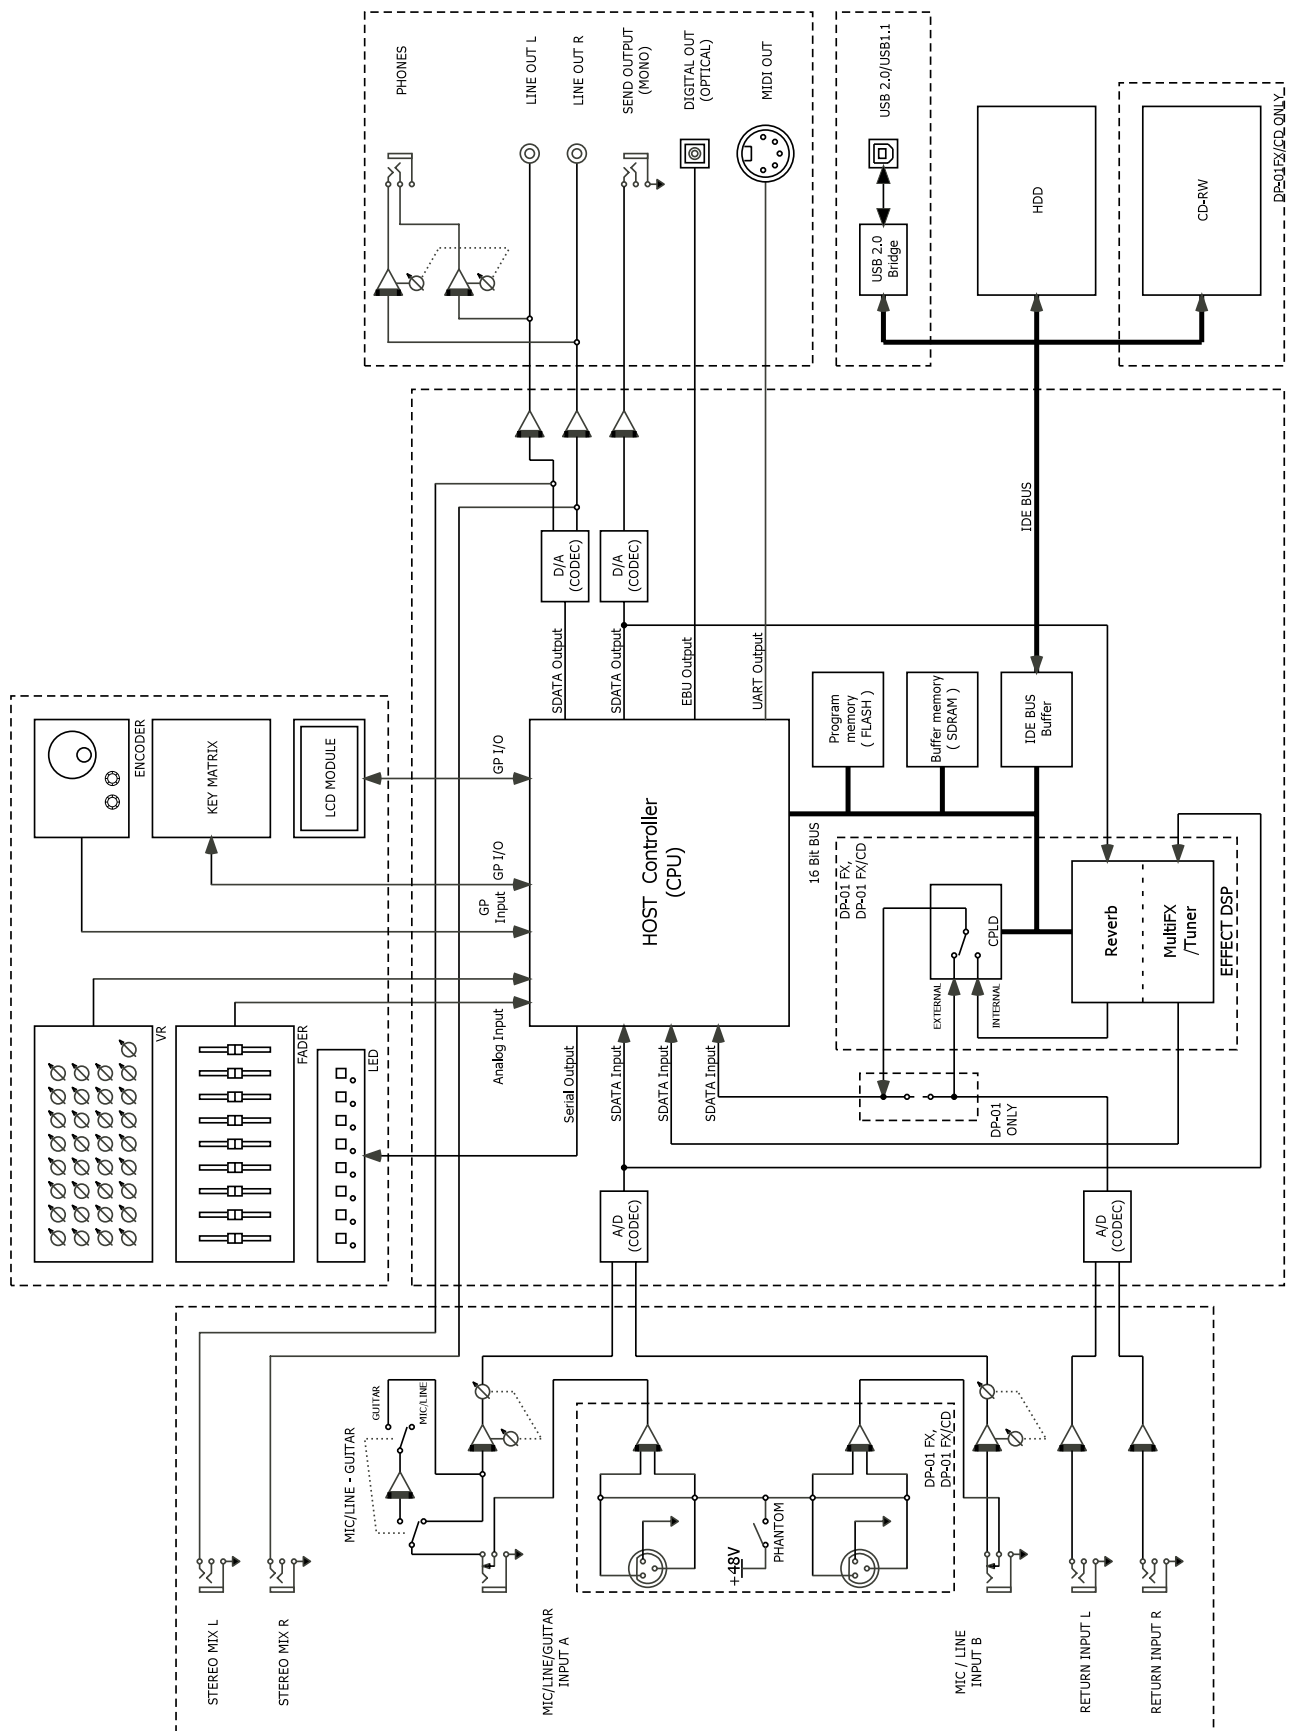 PHONES
LINE OUT L
LINE OUT R
SEND OUTPUT
(MONO)
DIGITAL OUT
(OPTICAL)
MIDI OUT
USB 2.0/USB1.1
USB 2.0
Bridge
HDD
CD-RW
DP-01FX/CD ONLY
IDE BUS
D/A
(CODEC)
D/A
(CODEC)
SDATA Output
SDATA Output
EBU Output
UART Output
ENCODER
KEY MATRIX
LCD MODULE
GP I/O
GP I/O
GP
Input
Analog Input
HOST Controller
(CPU)
Program
memory
( FLASH )
Buffer memory
( SDRAM )
IDE BUS
Buffer
16 Bit BUS
DP-01 FX,
DP-01 FX/CD
CPLD
EXTERNAL
INTERNAL
Reverb
MultiFX
/Tuner
EFFECT DSP
VR
FADER
LED
Serial Output
SDATA Input
SDATA Input
SDATA Input
DP-01
ONLY
A/D
(CODEC)
A/D
(CODEC)
GUITAR
MIC/LINE
MIC/LINE - GUITAR
DP-01 FX,
DP-01 FX/CD
+48V
PHANTOM
STEREO MIX L
STEREO MIX R
MIC/LINE/GUITAR
INPUT A
MIC / LINE
INPUT B
RETURN INPUT L
RETURN INPUT R